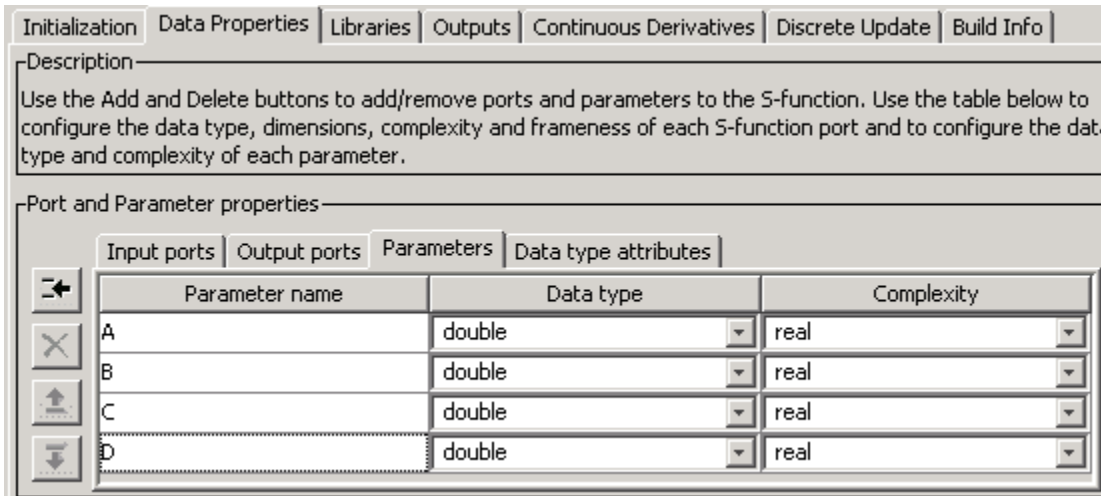 Initialization Data Properties Libraries Outputs Continuous Derivatives Discrete Update Build Info
Description
Use the Add and Delete buttons to add/remove ports and parameters to the S-function. Use the table below to
configure the data type, dimensions, complexity and frameness of each S-function port and to configure the data
type and complexity of each parameter.
Port and Parameter properties
Input ports Output ports Parameters Data type attributes
Parameter name Data type Complexity
A double real
B double real
C double real
D double real